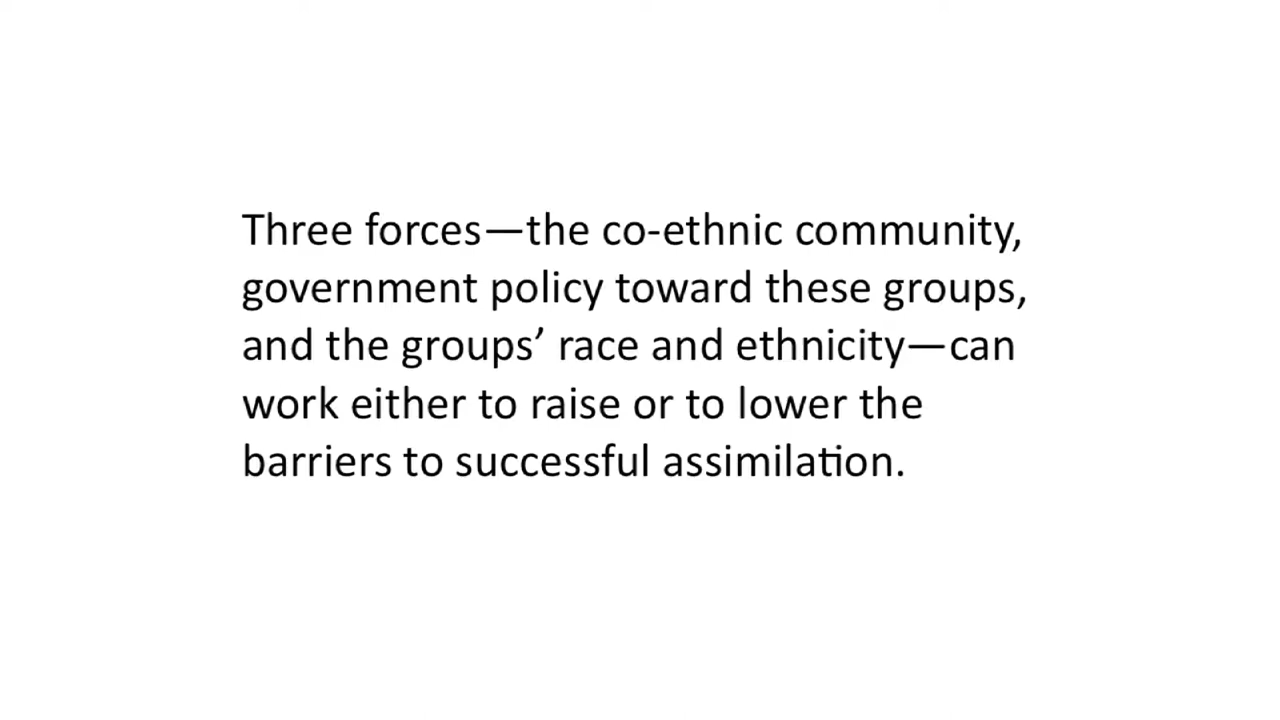 Three forces—the co-ethnic community,
government policy toward these groups,
and the groups’ race and ethnicity—can
work either to raise or to lower the
barriers to successful assimilation.